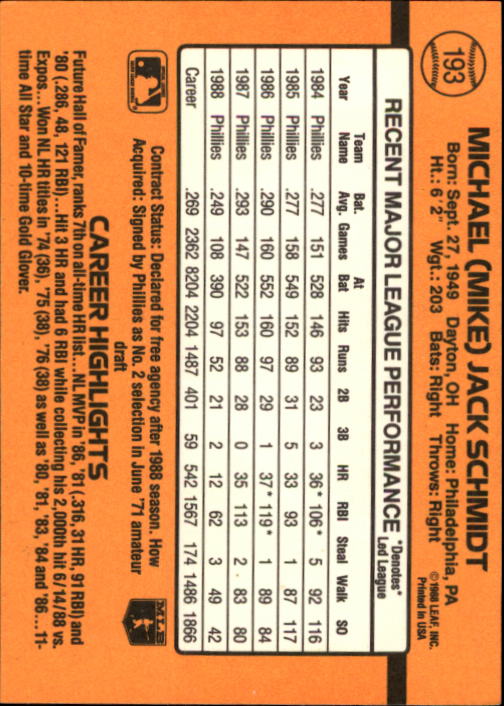 193
MICHAEL (MIKE) JACK SCHMIDT
Born: Sept. 27, 1949 Dayton, OH Home: Philadelphia, PA
Ht.: 6'2" Wgt.: 203 Bats: Right Throws: Right
© 1988 LEAF, INC.
Printed in USA
RECENT MAJOR LEAGUE PERFORMANCE *Denotes Led League
Year Team Name Bat. Avg. Games At Bat Hits Runs 2B 3B HR RBI Steal Walk SO
1984 Phillies .277 151 528 146 93 23 3 36* 106* 5 92 116
1985 Phillies .277 158 549 152 89 31 5 33 93 1 87 117
1986 Phillies .290 160 552 160 97 29 1 37* 119* 1 89 84
1987 Phillies .293 147 522 153 88 28 0 35 113 2 83 80
1988 Phillies .249 108 390 97 52 21 2 12 62 3 49 42
Career .269 2362 8204 2204 1487 401 59 542 1567 174 1486 1866
Contract Status: Declared for free agency after 1988 season. How
Acquired: Signed by Phillies as No. 2 selection in June '71 amateur
draft
MLB
CAREER HIGHLIGHTS
Future Hall of Famer, ranks 7th on all-time HR list...NL MVP in '86, '81 (.316, 31 HR, 91 RBI) and
'80 (.286, 48, 121 RBI)...Hit 3 HR and had 6 RBI while collecting his 2,000th hit 6/14/88 vs.
Expos...Won NL HR titles in '74 (36), '75 (38), '76 (38) as well as '80, '81, '83, '84 and '86...11-
time All Star and 10-time Gold Glover.